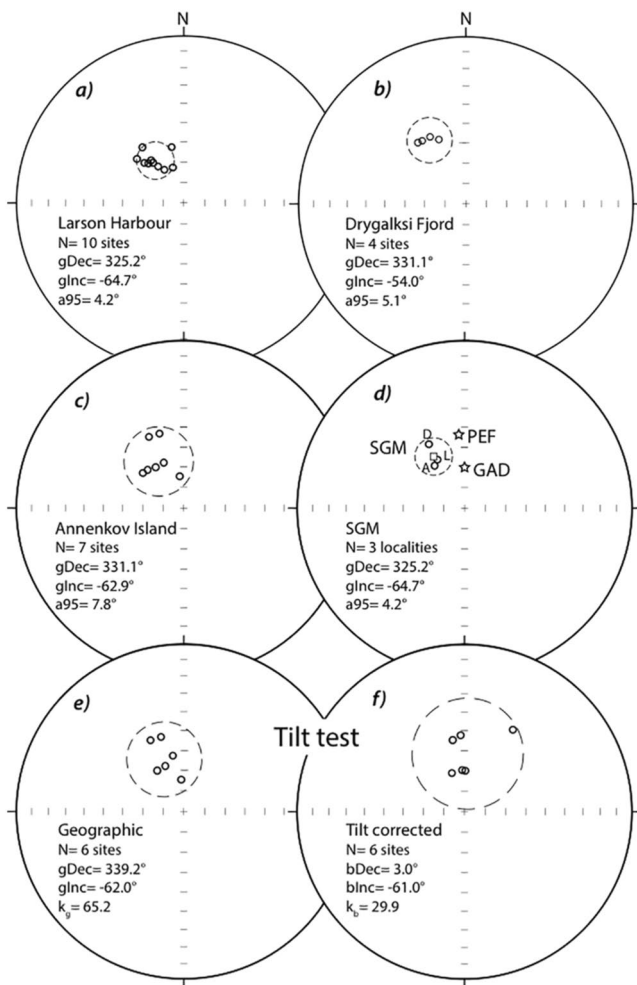 N
N
a)
Larson Harbour
N= 10 sites
gDec= 325.2°
gInc= -64.7°
a95= 4.2°
b)
Drygalksi Fjord
N= 4 sites
gDec= 331.1°
gInc= -54.0°
a95= 5.1°
c)
Annenkov Island
N= 7 sites
gDec= 331.1°
gInc= -62.9°
a95= 7.8°
d)
D
PEF
SGM
L
A
GAD
SGM
N= 3 localities
gDec= 325.2°
gInc= -64.7°
a95= 4.2°
Tilt test
e)
Geographic
N= 6 sites
gDec= 339.2°
gInc= -62.0°
kg= 65.2
f)
Tilt corrected
N= 6 sites
bDec= 3.0°
bInc= -61.0°
kb= 29.9